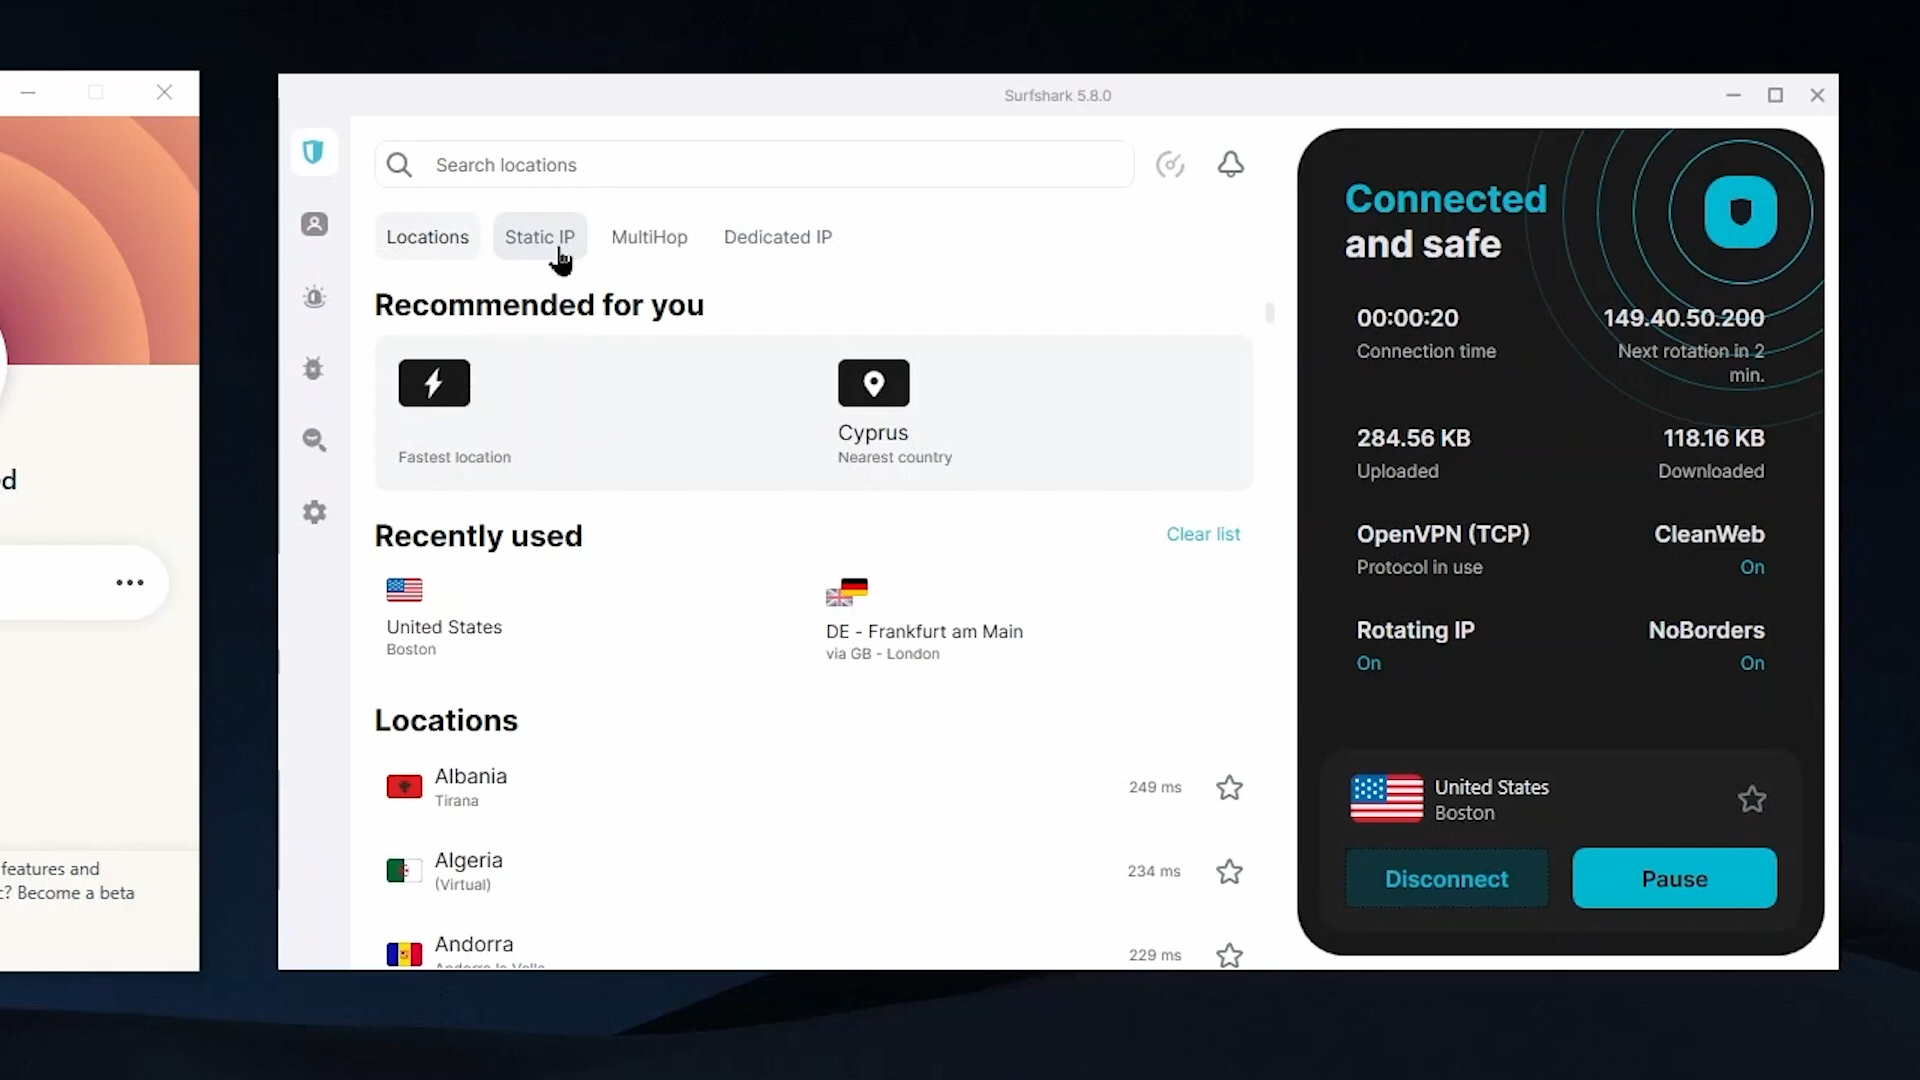 Surfshark 5.8.0
Search locations
Locations
Static IP
MultiHop
Dedicated IP
Recommended for you
Fastest location
Cyprus
Nearest country
Recently used
Clear list
United States
Boston
DE - Frankfurt am Main
via GB - London
Locations
Albania
Tirana
249 ms
Algeria
(Virtual)
234 ms
Andorra
229 ms
Connected
and safe
00:00:20
Connection time
149.40.50.200
Next rotation in 2
min.
284.56 KB
Uploaded
118.16 KB
Downloaded
OpenVPN (TCP)
Protocol in use
CleanWeb
On
Rotating IP
On
NoBorders
On
United States
Boston
Disconnect
Pause
features and
? Become a beta